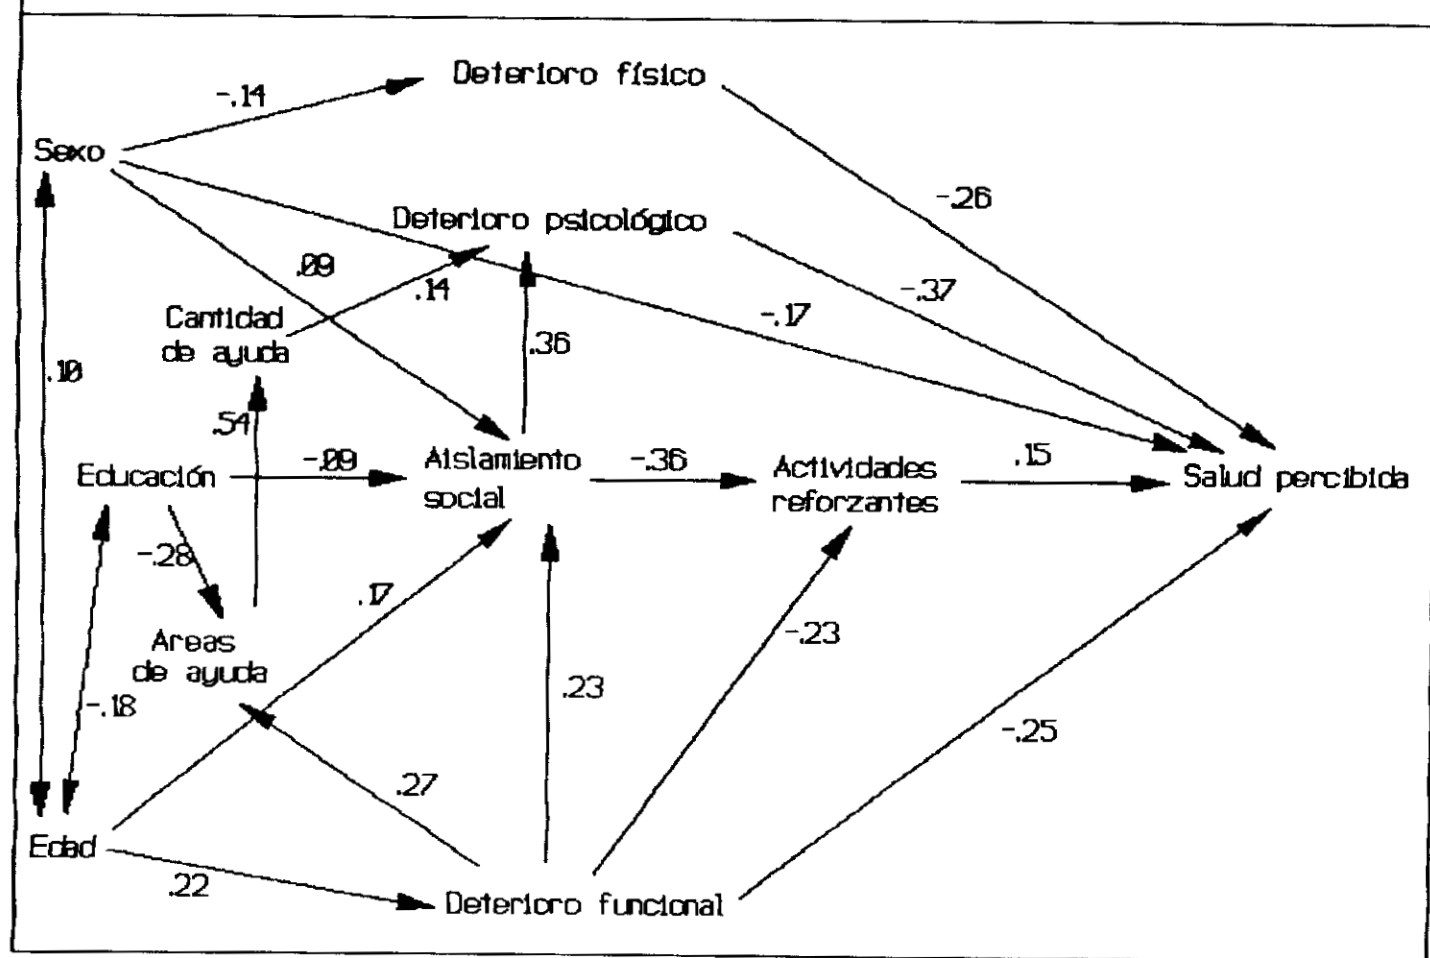 Deterioro físico
-.14
Sexo
-.26
Deterioro psicológico
.09
.14
-.37
-.17
Cantidad
de ayuda
.36
.10
.54
-.09
Aislamiento
social
-.36
Actividades
reforzantes
.15
Salud percibida
Educación
-.28
.17
Areas
de ayuda
-.23
.23
-.18
-.25
.27
Edad
.22
Deterioro funcional